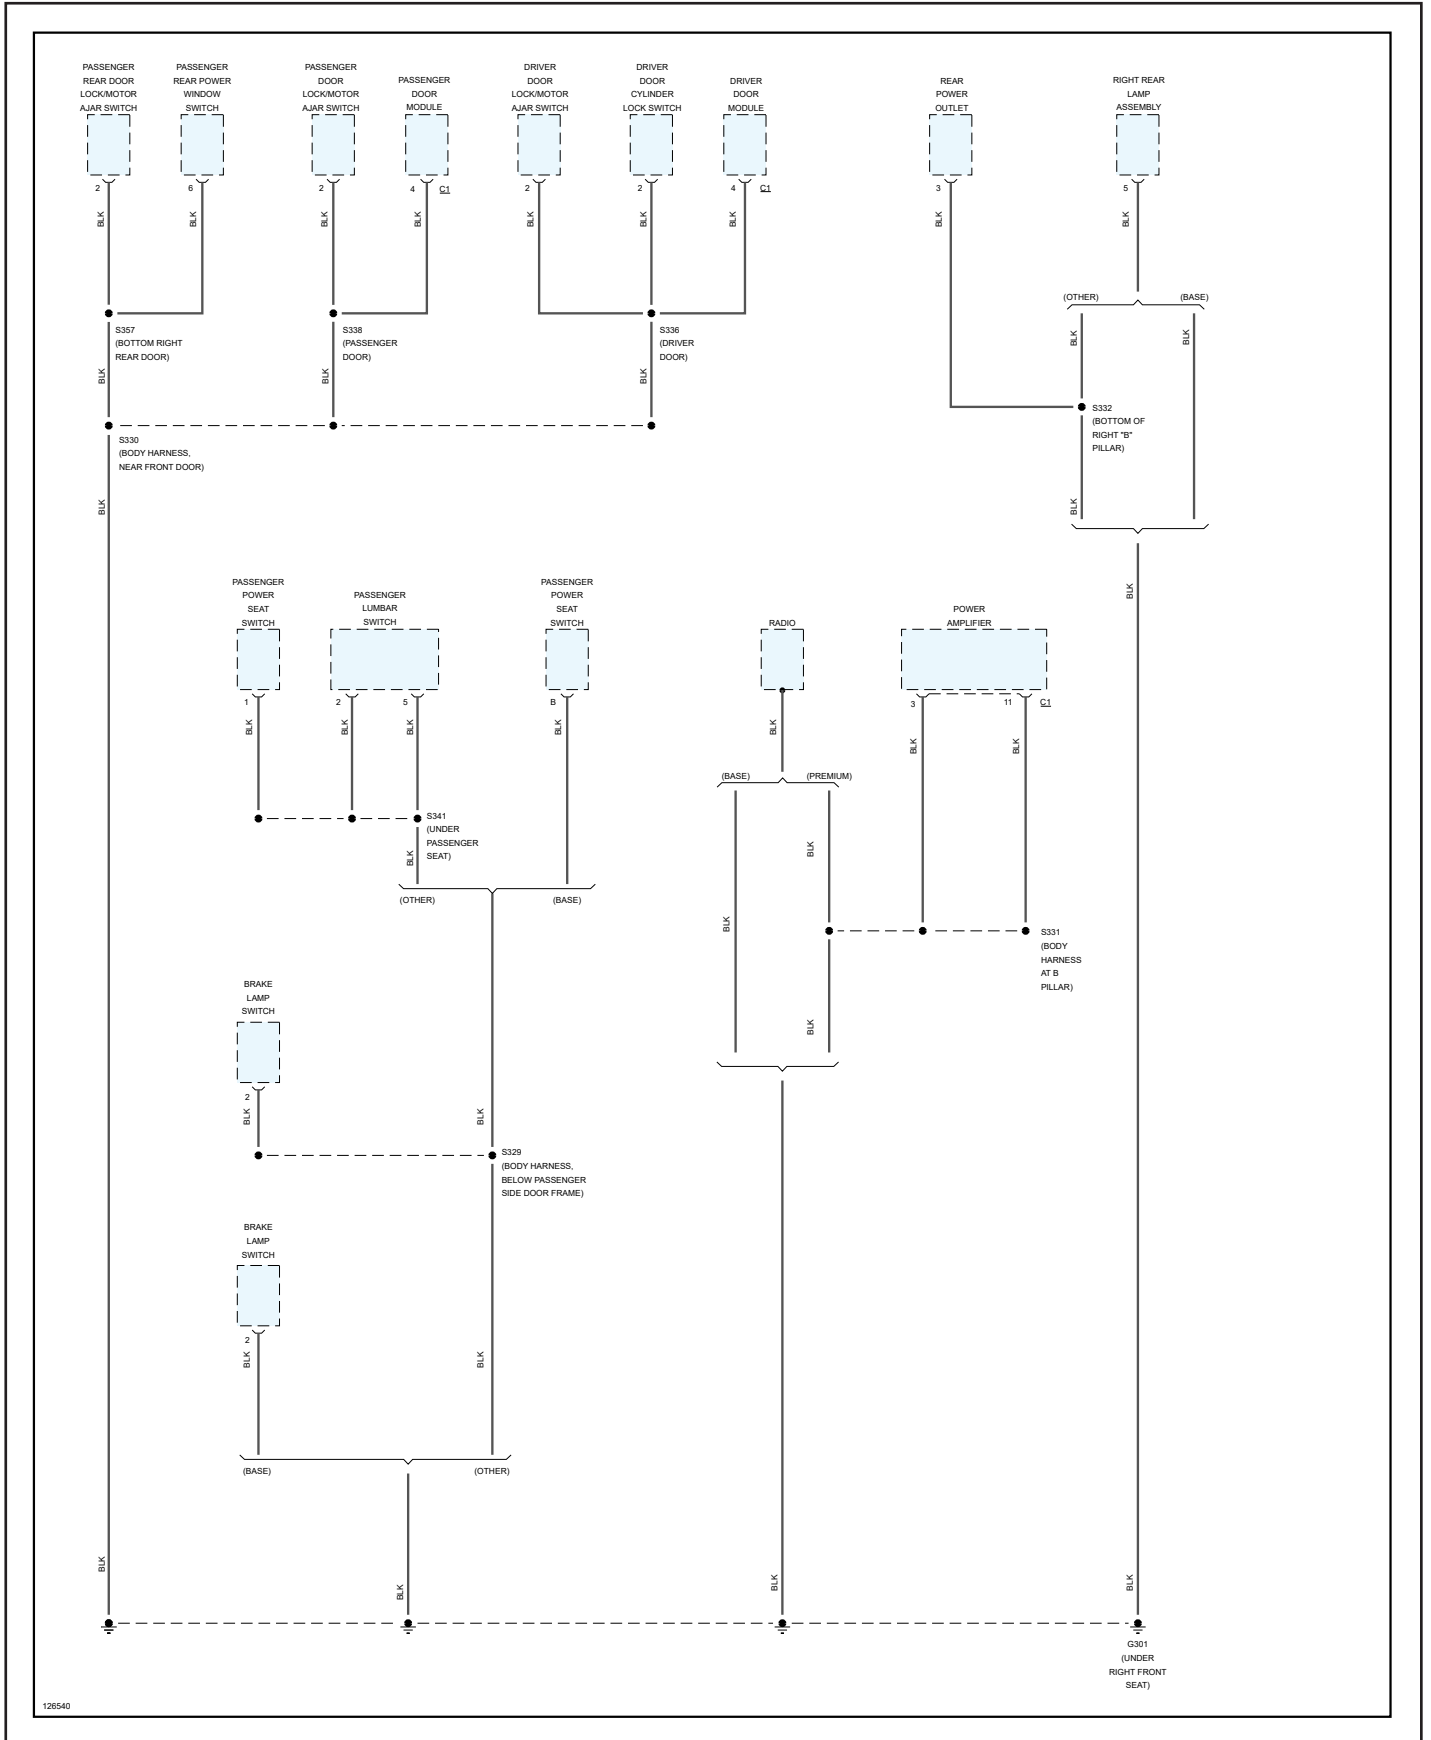 PASSENGER
REAR DOOR
LOCK/MOTOR
AJAR SWITCH
PASSENGER
REAR POWER
WINDOW
SWITCH
PASSENGER
DOOR
LOCK/MOTOR
AJAR SWITCH
PASSENGER
DOOR
MODULE
DRIVER
DOOR
LOCK/MOTOR
AJAR SWITCH
DRIVER
DOOR
CYLINDER
LOCK SWITCH
DRIVER
DOOR
MODULE
REAR
POWER
OUTLET
RIGHT REAR
LAMP
ASSEMBLY
2
6
2
4
C1
2
2
4
C1
3
5
BLK
BLK
BLK
BLK
BLK
BLK
BLK
BLK
BLK
(OTHER)
(BASE)
BLK
BLK
S357
(BOTTOM RIGHT
REAR DOOR)
S338
(PASSENGER
DOOR)
S336
(DRIVER
DOOR)
BLK
BLK
BLK
S332
(BOTTOM OF
RIGHT "B"
PILLAR)
S330
(BODY HARNESS,
NEAR FRONT DOOR)
BLK
BLK
BLK
PASSENGER
POWER
SEAT
SWITCH
PASSENGER
LUMBAR
SWITCH
PASSENGER
POWER
SEAT
SWITCH
RADIO
POWER
AMPLIFIER
1
2
5
B
3
11
C1
BLK
BLK
BLK
BLK
BLK
BLK
(BASE)
(PREMIUM)
S341
(UNDER
PASSENGER
SEAT)
BLK
BLK
(OTHER)
(BASE)
BLK
S331
(BODY
HARNESS
AT B
PILLAR)
BLK
BRAKE
LAMP
SWITCH
2
BLK
BLK
S329
(BODY HARNESS,
BELOW PASSENGER
SIDE DOOR FRAME)
BRAKE
LAMP
SWITCH
2
BLK
BLK
(BASE)
(OTHER)
BLK
BLK
BLK
BLK
G301
(UNDER
RIGHT FRONT
SEAT)
126540